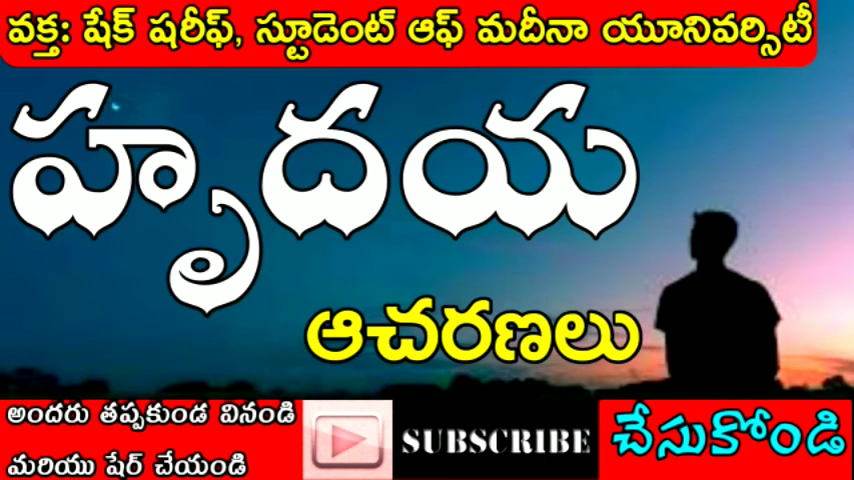 వక్త: షేక్ షరీఫ్, స్టూడెంట్ ఆఫ్ మదీనా యూనివర్సిటీ
హృదయ
ఆచరణలు
అందరు తప్పకుండ వినండి
మరియు షేర్ చేయండి
SUBSCRIBE
చేసుకోండి